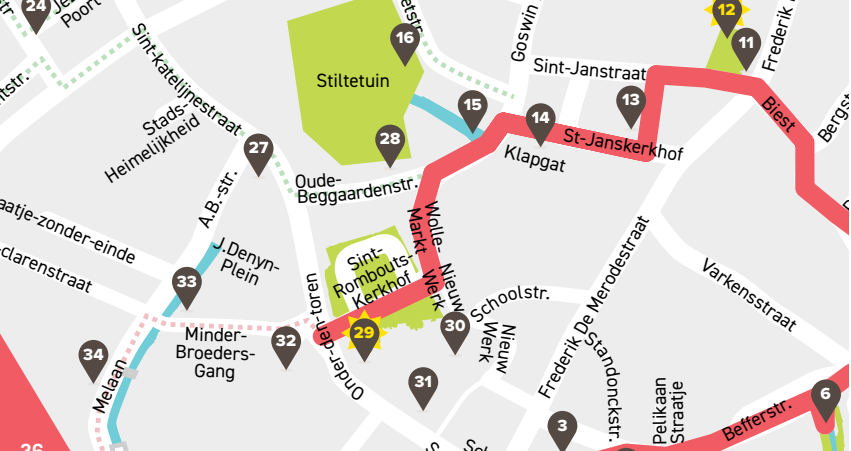 24
Poort
etstr.
Goswin
12
11
Frederik
16
Sint-Janstraat
Sint-katelijnestraat
Stiltetuin
15
13
14
Biest
Bergst
Stads-
Heimelijkheid
27
28
St-Janskerkhof
Klapgat
Oude-
Beggaardenstr.
A.B.-str.
Wolle-
Markt
aatje-zonder-einde
-clarenstraat
J.Denyn-
Plein
Sint-
Rombouts-
Kerkhof
Nieuw
Werk
Varkensstraat
33
Schoolstr.
Onder-den-toren
Frederik De Merodestraat
29
30
32
Minder-
Broeders-
Gang
Nieuw
Werk
Standonckstr.
34
Melaan
31
Pelikaan
Straatje
Befferstr.
6
3
26